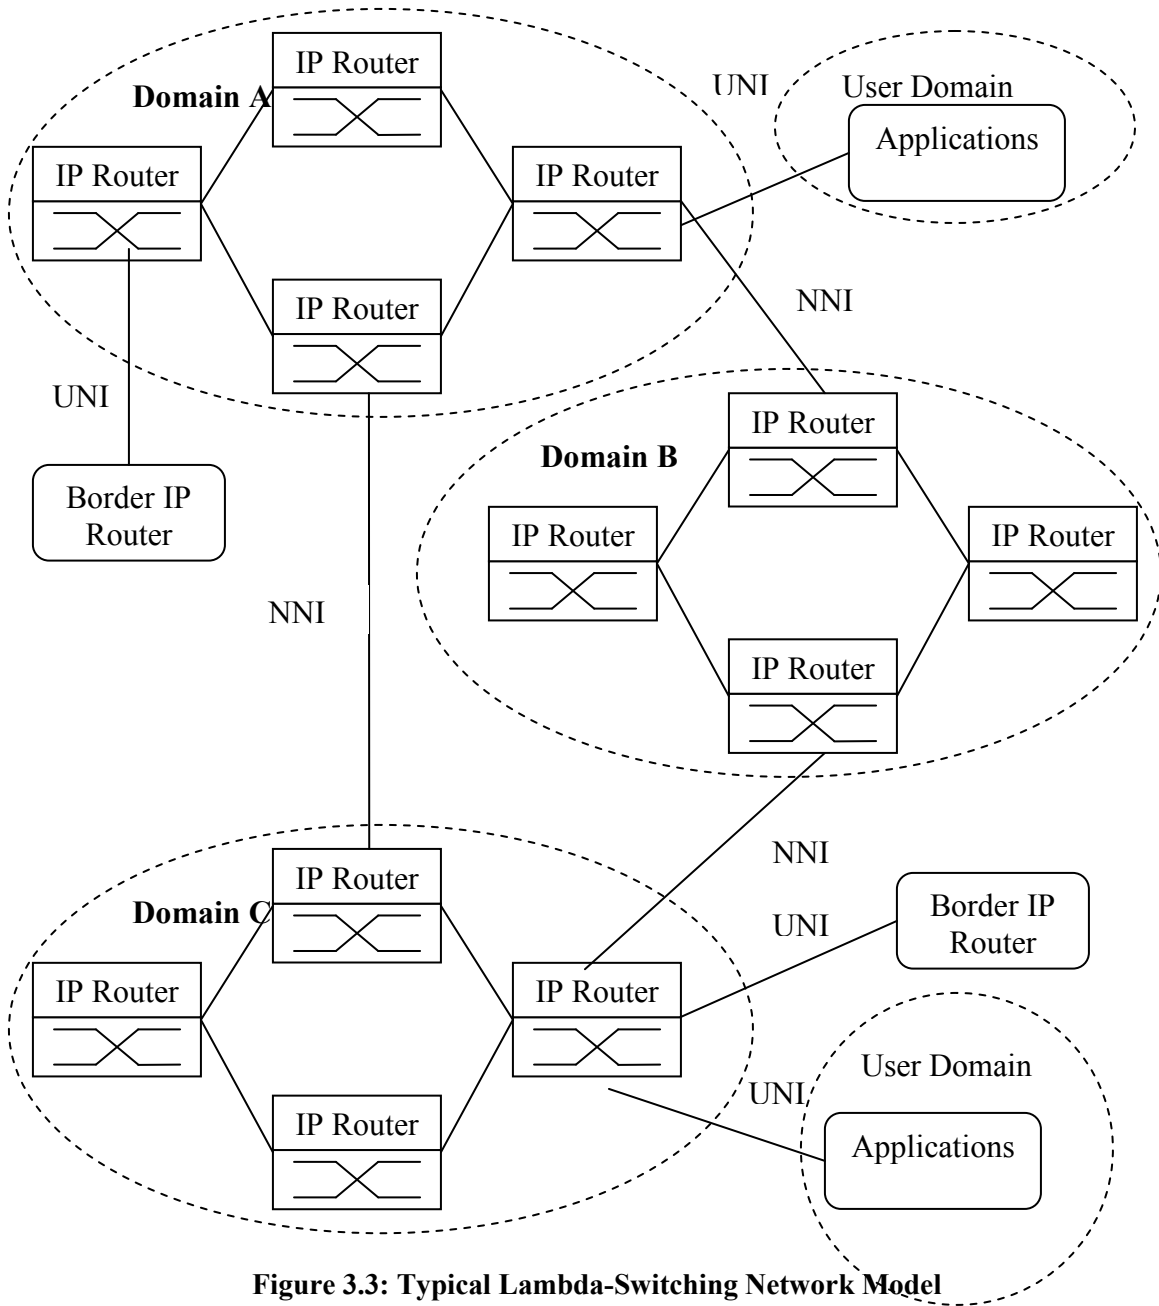 IP Router
Domain A
UNI
User Domain
Applications
IP Router
IP Router
IP Router
NNI
UNI
Border IP
Router
IP Router
Domain B
IP Router
IP Router
NNI
IP Router
NNI
IP Router
Domain C
UNI
Border IP
Router
IP Router
IP Router
User Domain
UNI
IP Router
Applications
Figure 3.3: Typical Lambda-Switching Network Model